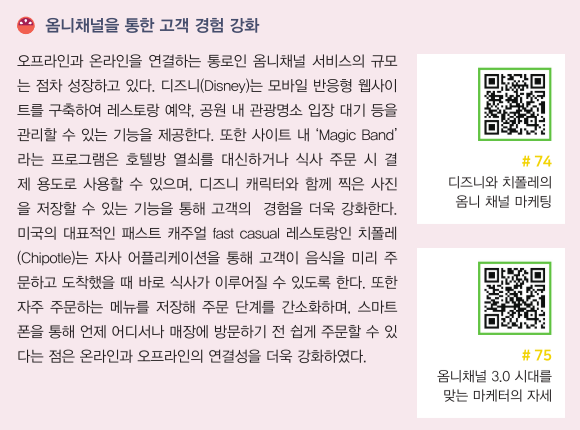 옴니채널을 통한 고객 경험 강화
오프라인과 온라인을 연결하는 통로인 옴니채널 서비스의 규모
는 점차 성장하고 있다. 디즈니(Disney)는 모바일 반응형 웹사이
트를 구축하여 레스토랑 예약, 공원 내 관광명소 입장 대기 등을
관리할 수 있는 기능을 제공한다. 또한 사이트 내 ‘Magic Band’
라는 프로그램은 호텔방 열쇠를 대신하거나 식사 주문 시 결
제 용도로 사용할 수 있으며, 디즈니 캐릭터와 함께 찍은 사진
을 저장할 수 있는 기능을 통해 고객의 경험을 더욱 강화한다.
미국의 대표적인 패스트 캐주얼 fast casual 레스토랑인 치폴레
(Chipotle)는 자사 어플리케이션을 통해 고객이 음식을 미리 주
문하고 도착했을 때 바로 식사가 이루어질 수 있도록 한다. 또한
자주 주문하는 메뉴를 저장해 주문 단계를 간소화하며, 스마트
폰을 통해 언제 어디서나 매장에 방문하기 전 쉽게 주문할 수 있
다는 점은 온라인과 오프라인의 연결성을 더욱 강화하였다.
# 74
디즈니와 치폴레의
옴니 채널 마케팅
# 75
옴니채널 3.0 시대를
맞는 마케터의 자세